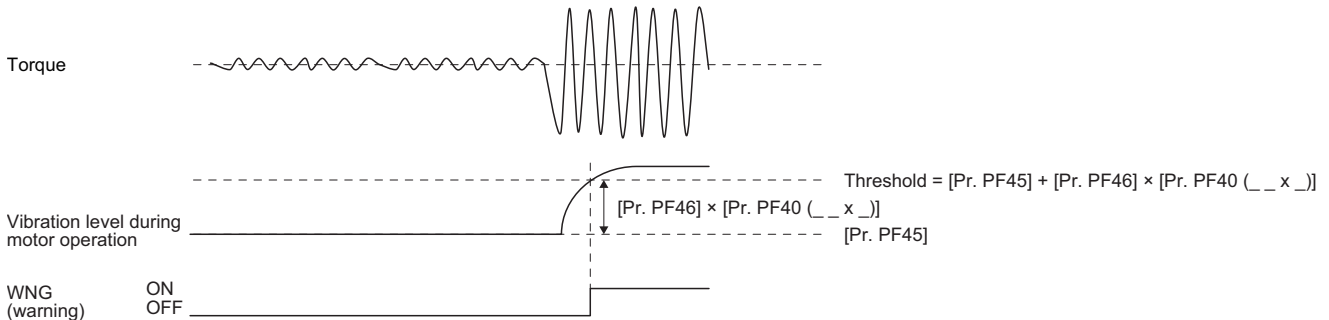 Torque
Threshold = [Pr. PF45] + [Pr. PF46] × [Pr. PF40 (_ _ x _)]
[Pr. PF46] × [Pr. PF40 (_ _ x _)]
Vibration level during
motor operation
[Pr. PF45]
WNG
(warning)
ON
OFF